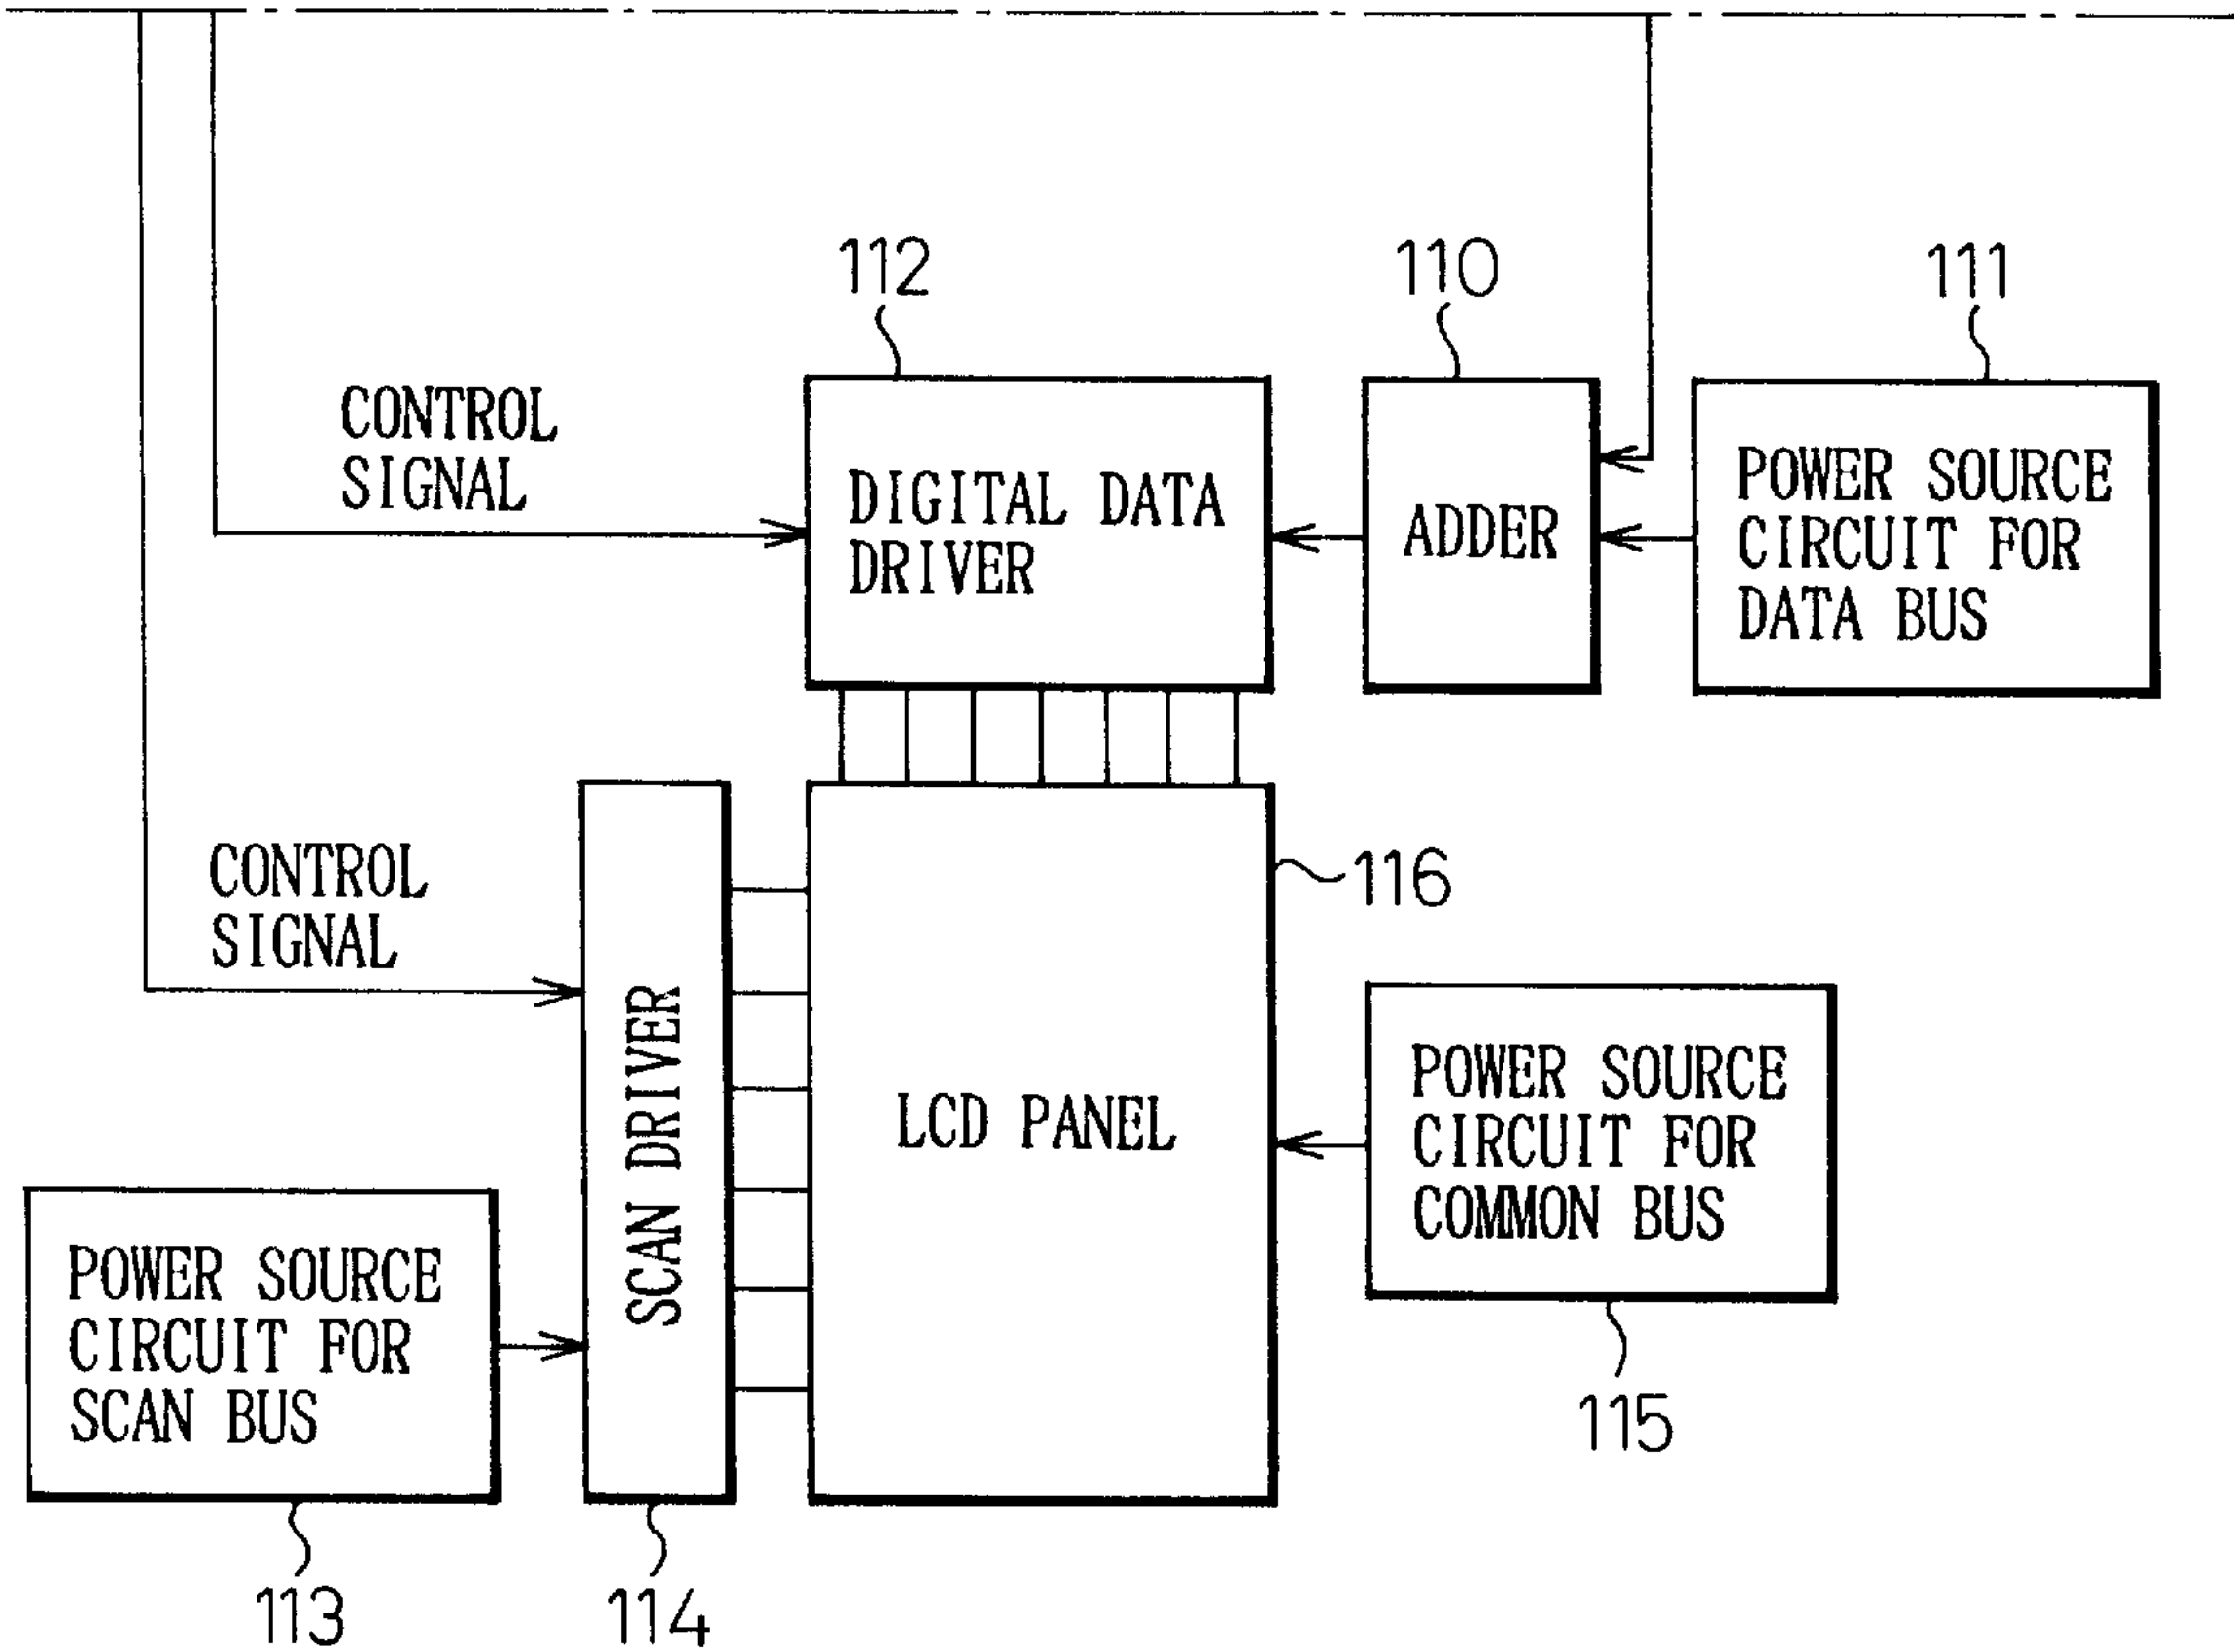 112
110
111
CONTROL
SIGNAL
DIGITAL DATA
DRIVER
ADDER
POWER SOURCE
CIRCUIT FOR
DATA BUS
CONTROL
SIGNAL
116
SCAN DRIVER
LCD PANEL
POWER SOURCE
CIRCUIT FOR
COMMON BUS
115
POWER SOURCE
CIRCUIT FOR
SCAN BUS
113
114